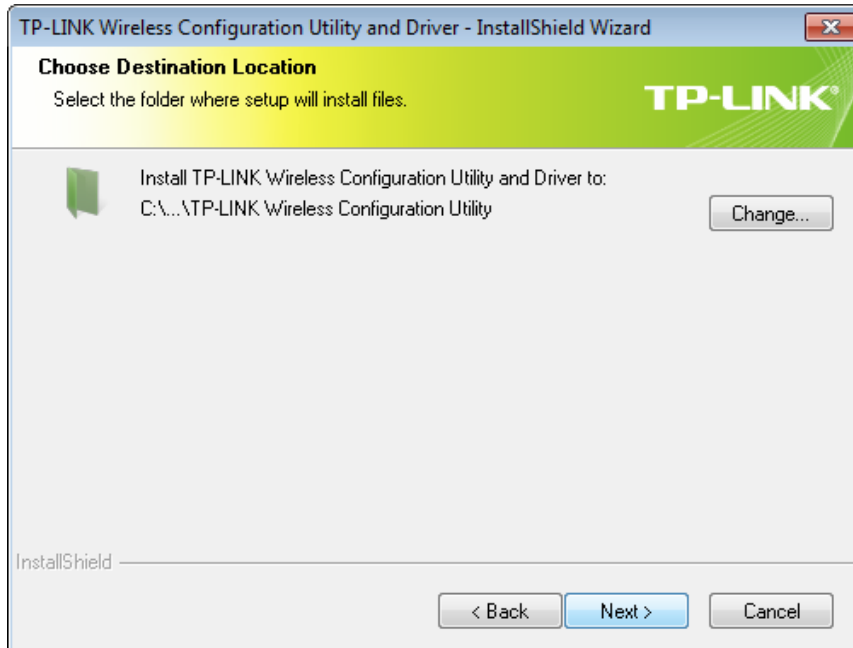 TP-LINK Wireless Configuration Utility and Driver - InstallShield Wizard
Choose Destination Location
Select the folder where setup will install files.
TP-LINK®
Install TP-LINK Wireless Configuration Utility and Driver to:
C:\...\TP-LINK Wireless Configuration Utility
Change...
InstallShield
< Back
Next >
Cancel